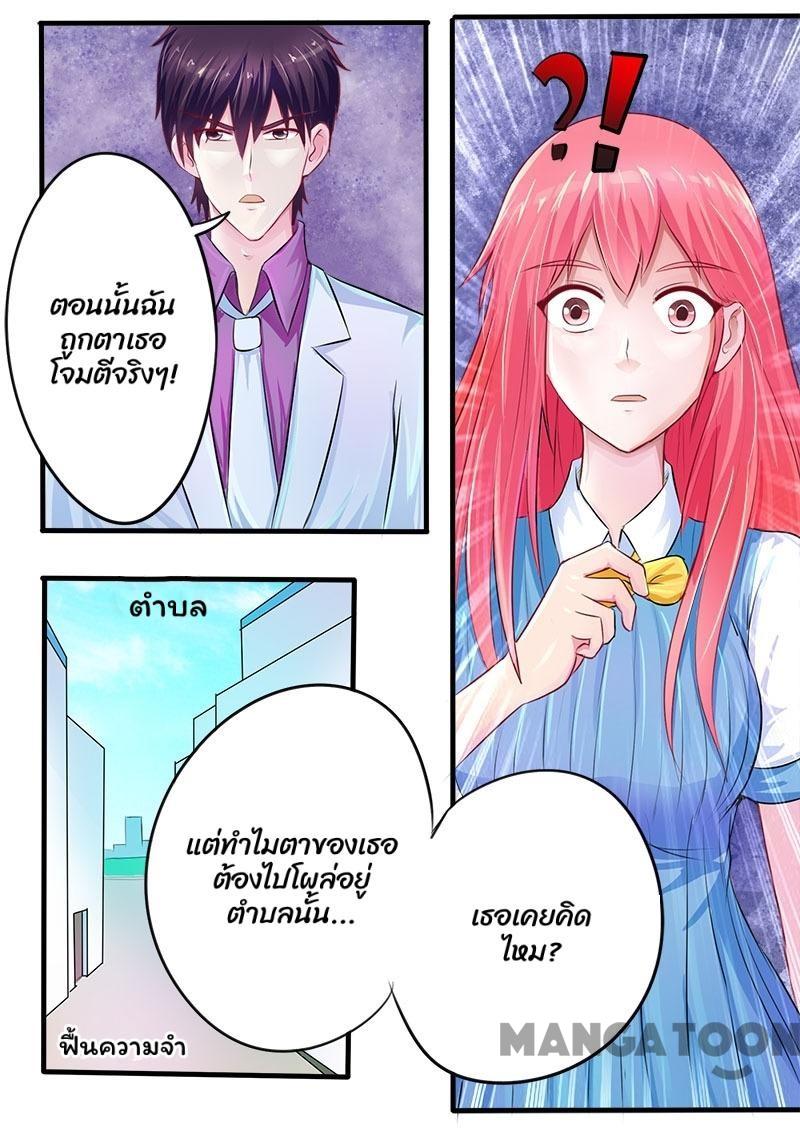 ตอนนั้นฉัน
ถูกตาเธอ
โจมตีจริงๆ!
?!
ตำบล
แต่ทำไมตาของเธอ
ต้องไปโผล่อยู่
ตำบลนั้น...
เธอเคยคิด
ไหม?
ฟื้นความจำ
MANGATOON